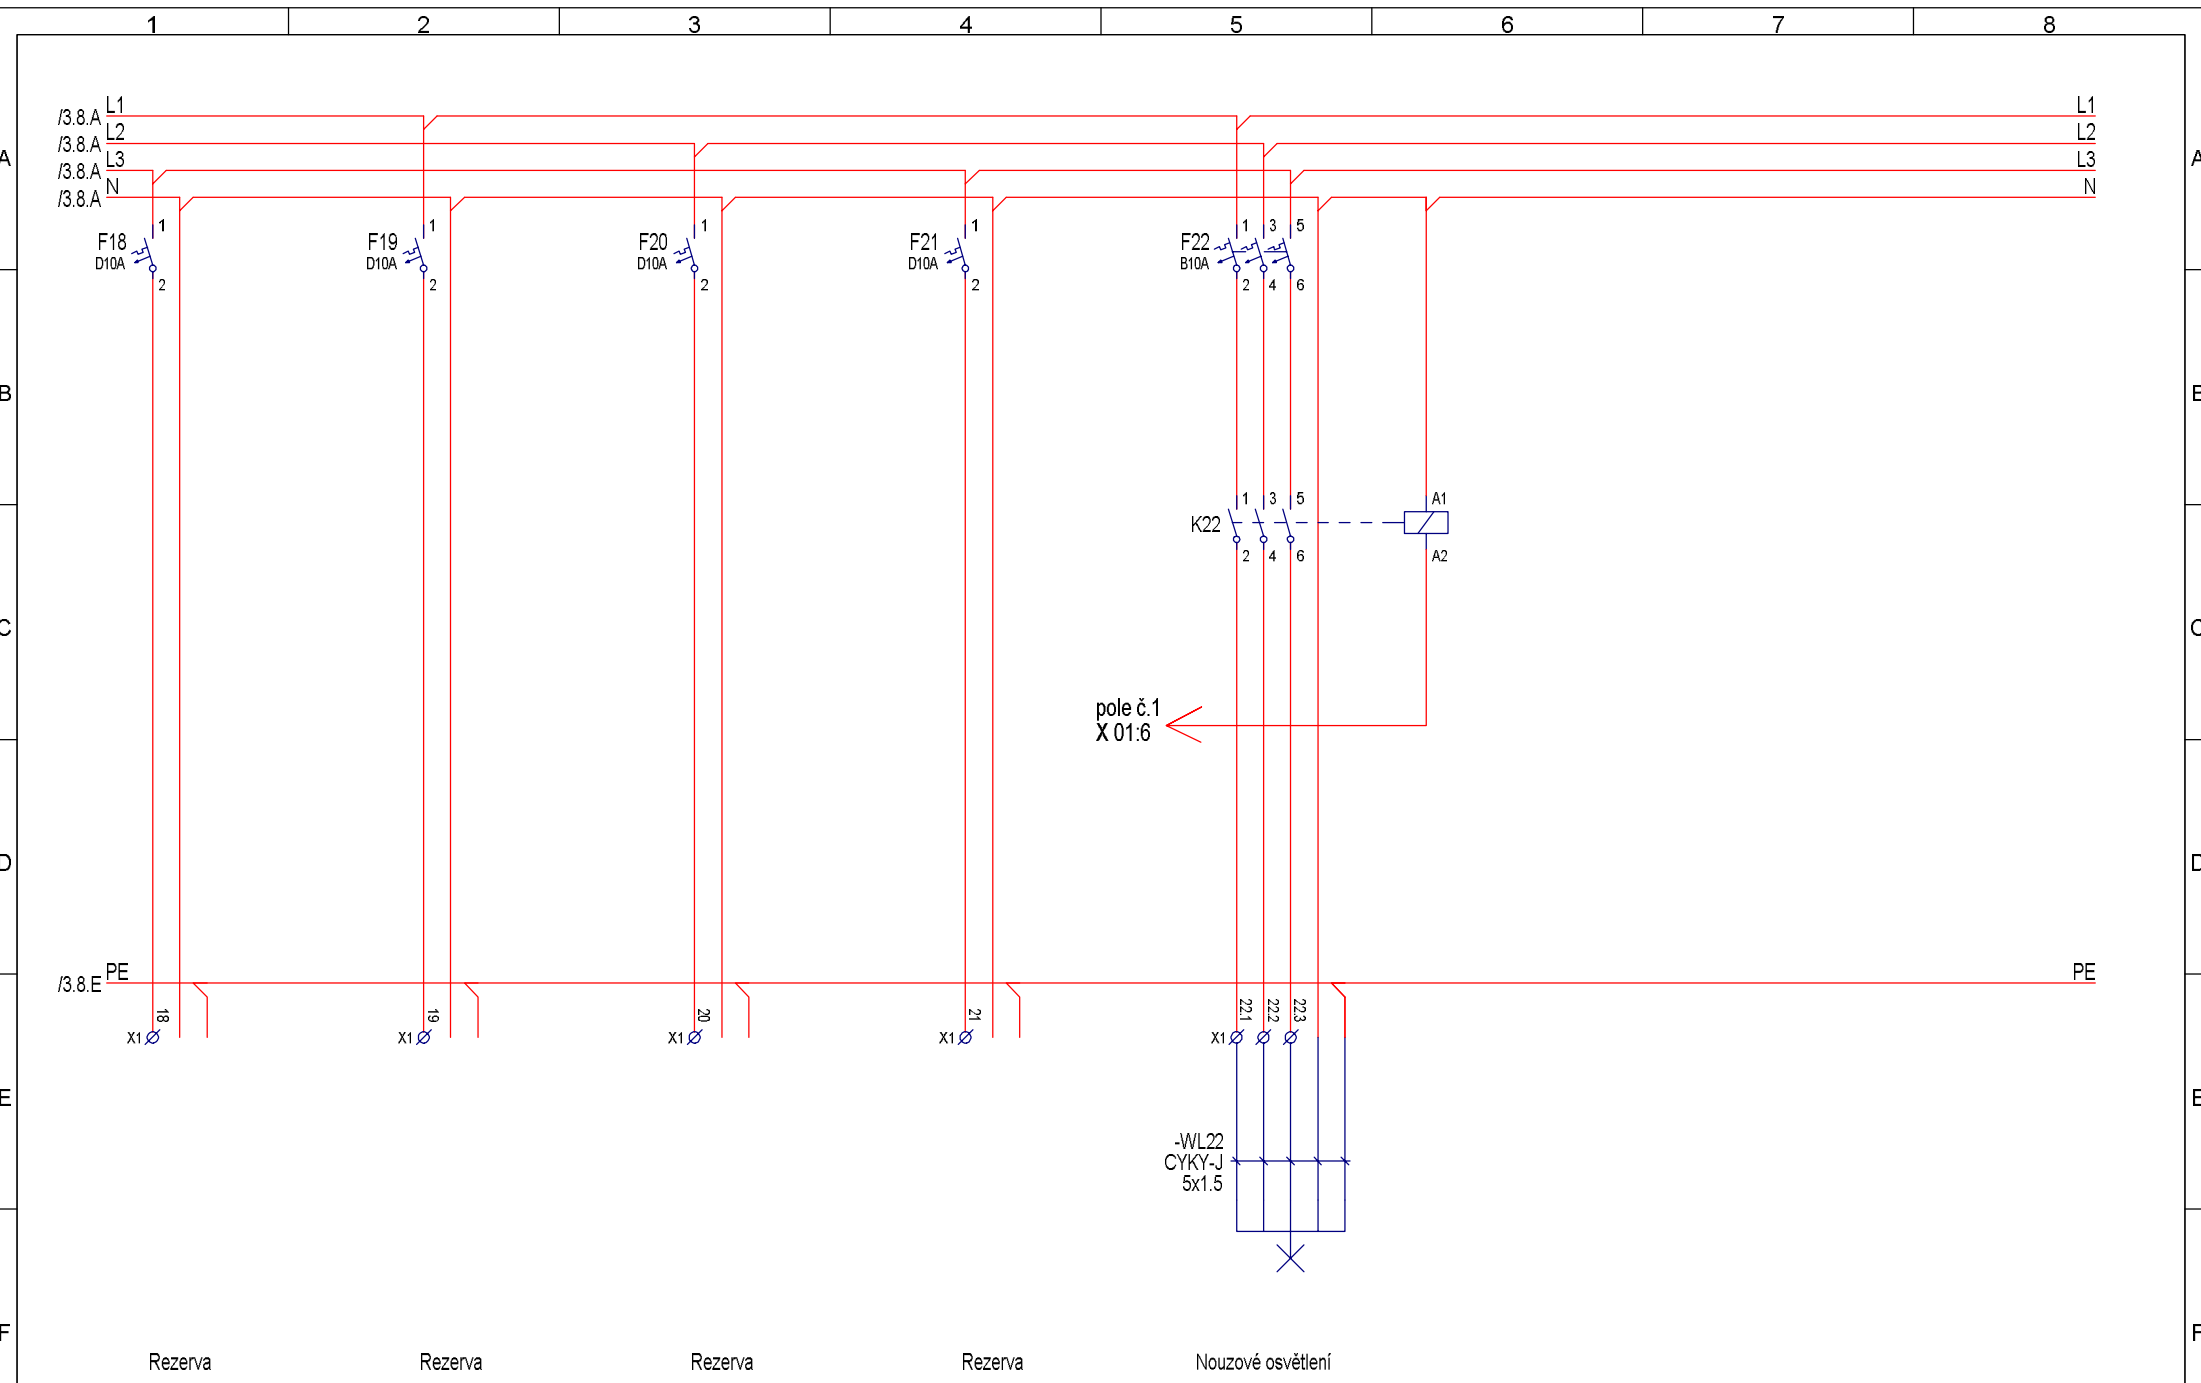 1 2 3 4 5 6 7 8
/3.8.A L1 L1
/3.8.A L2 L2
/3.8.A L3 L3
/3.8.A N N
A A
1 1 1 1 1 3 5
F18 F19 F20 F21 F22
D10A D10A D10A D10A B10A
2 2 2 2 2 4 6
B
1 3 5 A1
K22
2 4 6 A2
pole č.1
X 01:6
D D
/3.8.E PE PE
18 19 20 21 22.1 22.2 22.3
X1 X1 X1 X1 X1
E
-WL22
CYKY-J
5x1.5
F F
Rezerva Rezerva Rezerva Rezerva Nouzové osvětlení